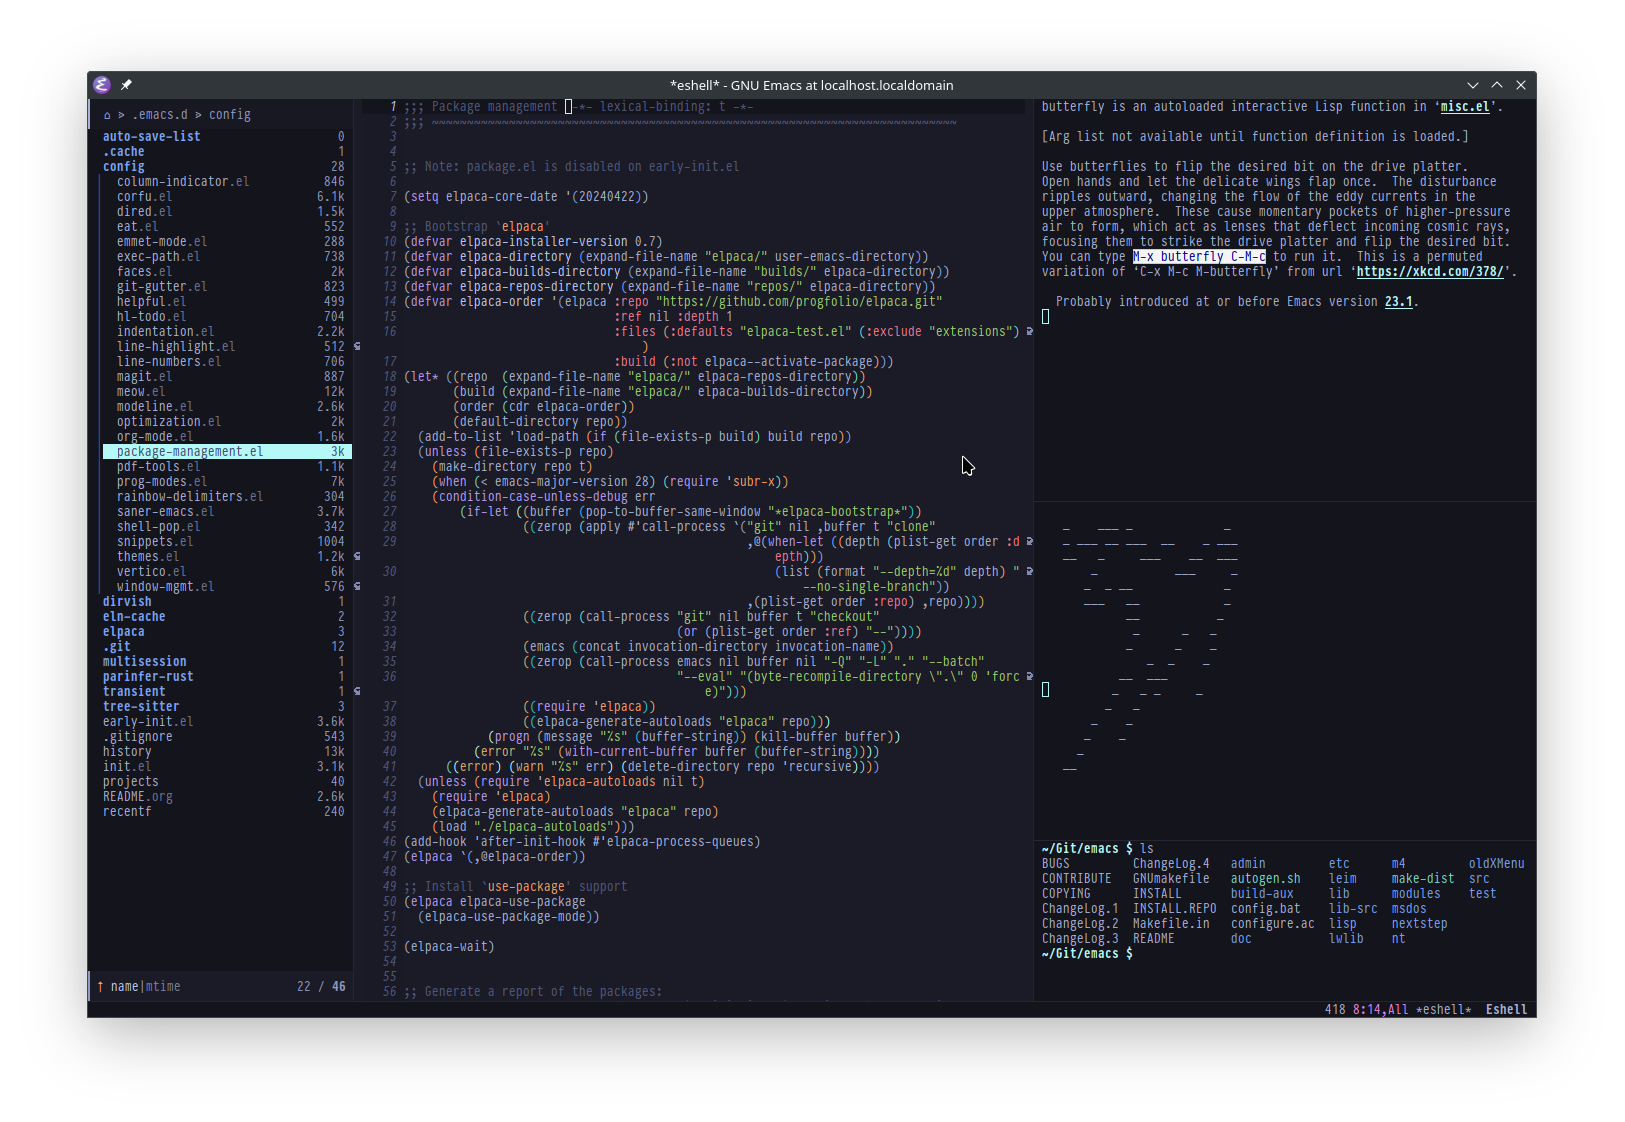 *eshell* - GNU Emacs at localhost.localdomain
⌂ > .emacs.d > config
auto-save-list 0
.cache 1
config 28
column-indicator.el 846
corfu.el 6.1k
dired.el 1.5k
eat.el 552
emmet-mode.el 288
exec-path.el 738
faces.el 2k
git-gutter.el 823
helpful.el 499
hl-todo.el 704
indentation.el 2.2k
line-highlight.el 512
line-numbers.el 706
magit.el 887
meow.el 12k
modeline.el 2.6k
optimization.el 2k
org-mode.el 1.6k
package-management.el 3k
pdf-tools.el 1.1k
prog-modes.el 7k
rainbow-delimiters.el 304
saner-emacs.el 3.7k
shell-pop.el 342
snippets.el 1004
themes.el 1.2k
vertico.el 6k
window-mgmt.el 576
dirvish 1
eln-cache 2
elpaca 3
.git 12
multisession 1
parinfer-rust 1
transient 1
tree-sitter 3
early-init.el 3.6k
.gitignore 543
history 13k
init.el 3.1k
projects 40
README.org 2.6k
recentf 240
↑ name|mtime 22 / 46
1 ;;; Package management -*- lexical-binding: t -*-
2 ;;; ~~~~~~~~~~~~~~~~~~~~~~~~~~~~~~~~~~~~~~~~~~~~~~~~~~~~~~~~~~~~~~~~~~~~~~~~~~~
3
4
5 ;; Note: package.el is disabled on early-init.el
6
7 (setq elpaca-core-date '(20240422))
8
9 ;; Bootstrap `elpaca'
10 (defvar elpaca-installer-version 0.7)
11 (defvar elpaca-directory (expand-file-name "elpaca/" user-emacs-directory))
12 (defvar elpaca-builds-directory (expand-file-name "builds/" elpaca-directory))
13 (defvar elpaca-repos-directory (expand-file-name "repos/" elpaca-directory))
14 (defvar elpaca-order '(elpaca :repo "https://github.com/progfolio/elpaca.git"
15 :ref nil :depth 1
16 :files (:defaults "elpaca-test.el" (:exclude "extensions")
)
17 :build (:not elpaca--activate-package)))
18 (let* ((repo  (expand-file-name "elpaca/" elpaca-repos-directory))
19 (build (expand-file-name "elpaca/" elpaca-builds-directory))
20 (order (cdr elpaca-order))
21 (default-directory repo))
22 (add-to-list 'load-path (if (file-exists-p build) build repo))
23 (unless (file-exists-p repo)
24 (make-directory repo t)
25 (when (< emacs-major-version 28) (require 'subr-x))
26 (condition-case-unless-debug err
27 (if-let ((buffer (pop-to-buffer-same-window "*elpaca-bootstrap*"))
28 ((zerop (apply #'call-process `("git" nil ,buffer t "clone"
29 ,@(when-let ((depth (plist-get order :d
epth)))
30 (list (format "--depth=%d" depth) "
--no-single-branch"))
31 ,(plist-get order :repo) ,repo))))
32 ((zerop (call-process "git" nil buffer t "checkout"
33 (or (plist-get order :ref) "--"))))
34 (emacs (concat invocation-directory invocation-name))
35 ((zerop (call-process emacs nil buffer nil "-Q" "-L" "." "--batch"
36 "--eval" "(byte-recompile-directory \".\" 0 'forc
e)")))
37 ((require 'elpaca))
38 ((elpaca-generate-autoloads "elpaca" repo)))
39 (progn (message "%s" (buffer-string)) (kill-buffer buffer))
40 (error "%s" (with-current-buffer buffer (buffer-string))))
41 ((error) (warn "%s" err) (delete-directory repo 'recursive))))
42 (unless (require 'elpaca-autoloads nil t)
43 (require 'elpaca)
44 (elpaca-generate-autoloads "elpaca" repo)
45 (load "./elpaca-autoloads")))
46 (add-hook 'after-init-hook #'elpaca-process-queues)
47 (elpaca `(,@elpaca-order))
48
49 ;; Install `use-package' support
50 (elpaca elpaca-use-package
51 (elpaca-use-package-mode))
52
53 (elpaca-wait)
54
55
56 ;; Generate a report of the packages:
butterfly is an autoloaded interactive Lisp function in ‘misc.el’.
[Arg list not available until function definition is loaded.]
Use butterflies to flip the desired bit on the drive platter.
Open hands and let the delicate wings flap once.  The disturbance
ripples outward, changing the flow of the eddy currents in the
upper atmosphere.  These cause momentary pockets of higher-pressure
air to form, which act as lenses that deflect incoming cosmic rays,
focusing them to strike the drive platter and flip the desired bit.
You can type M-x butterfly C-M-c to run it.  This is a permuted
variation of ‘C-x M-c M-butterfly’ from url ‘https://xkcd.com/378/’.
Probably introduced at or before Emacs version 23.1.
~/Git/emacs $ ls
BUGS ChangeLog.4 admin etc m4 oldXMenu
CONTRIBUTE GNUmakefile autogen.sh leim make-dist src
COPYING INSTALL build-aux lib modules test
ChangeLog.1 INSTALL.REPO config.bat lib-src msdos
ChangeLog.2 Makefile.in configure.ac lisp nextstep
ChangeLog.3 README doc lwlib nt
~/Git/emacs $
418 8:14,All *eshell* Eshell